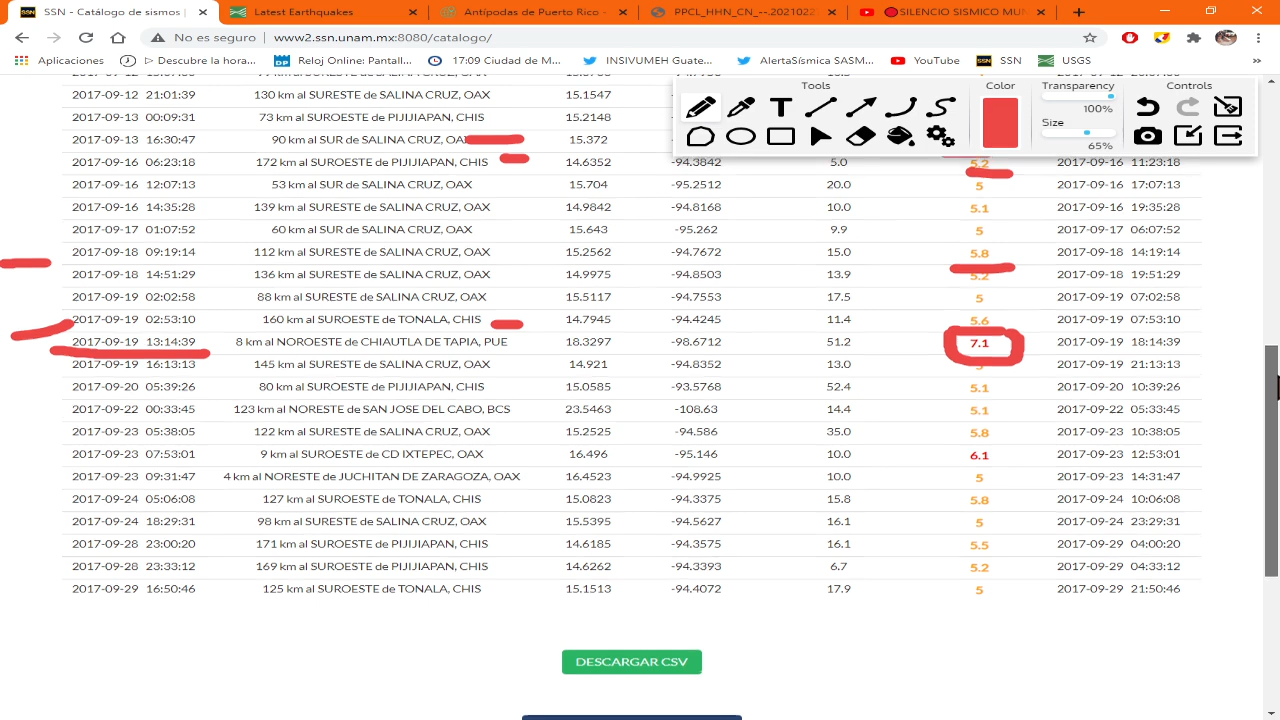 SSN - Catálogo de sismos |
Latest Earthquakes
Antípodas de Puerto Rico -
PPCL_HHN_CN_--.2021022
SILENCIO SISMICO MUN
No es seguro | www2.ssn.unam.mx:8080/catalogo/
Aplicaciones
▷ Descubre la hora...
DP Reloj Online: Pantall...
17:09 Ciudad de M...
INSIVUMEH Guate...
AlertaSísmica SASM...
YouTube
SSN SSN
USGS
»
Tools Color Transparency Controls
100%
Size
65%
2017-09-12 21:01:39 130 km al SURESTE de SALINA CRUZ, OAX 15.1547
2017-09-13 00:09:31 73 km al SUROESTE de PIJIJIAPAN, CHIS 15.2148
2017-09-13 16:30:47 90 km al SUR de SALINA CRUZ, OAX 15.372
2017-09-16 06:23:18 172 km al SUROESTE de PIJIJIAPAN, CHIS 14.6352 -94.3842 5.0 5.2 2017-09-16 11:23:18
2017-09-16 12:07:13 53 km al SUR de SALINA CRUZ, OAX 15.704 -95.2512 20.0 5 2017-09-16 17:07:13
2017-09-16 14:35:28 139 km al SURESTE de SALINA CRUZ, OAX 14.9842 -94.8168 10.0 5.1 2017-09-16 19:35:28
2017-09-17 01:07:52 60 km al SUR de SALINA CRUZ, OAX 15.643 -95.262 9.9 5 2017-09-17 06:07:52
2017-09-18 09:19:14 115 km al SURESTE de SALINA CRUZ, OAX 15.2562 -94.7672 15.0 5.8 2017-09-18 14:19:14
2017-09-18 14:51:29 136 km al SURESTE de SALINA CRUZ, OAX 14.9975 -94.8503 13.9 5.2 2017-09-18 19:51:29
2017-09-19 02:02:58 88 km al SURESTE de SALINA CRUZ, OAX 15.5117 -94.7553 17.5 5 2017-09-19 07:02:58
2017-09-19 02:53:10 160 km al SUROESTE de TONALA, CHIS 14.7945 -94.4245 11.4 5.6 2017-09-19 07:53:10
2017-09-19 13:14:39 8 km al NOROESTE de CHIAUTLA DE TAPIA, PUE 18.3297 -98.6712 51.2 7.1 2017-09-19 18:14:39
2017-09-19 16:13:13 145 km al SURESTE de SALINA CRUZ, OAX 14.921 -94.8352 13.0 2017-09-19 21:13:13
2017-09-20 05:39:26 80 km al SUROESTE de PIJIJIAPAN, CHIS 15.0585 -93.5768 52.4 5.1 2017-09-20 10:39:26
2017-09-22 00:33:45 123 km al NORESTE de SAN JOSE DEL CABO, BCS 23.5463 -108.63 14.4 5.1 2017-09-22 05:33:45
2017-09-23 05:38:05 122 km al SURESTE de SALINA CRUZ, OAX 15.2525 -94.586 35.0 5.8 2017-09-23 10:38:05
2017-09-23 07:53:01 9 km al SUROESTE de CD IXTEPEC, OAX 16.496 -95.146 10.0 6.1 2017-09-23 12:53:01
2017-09-23 09:31:47 4 km al NORESTE de JUCHITAN DE ZARAGOZA, OAX 16.4523 -94.9925 10.0 5 2017-09-23 14:31:47
2017-09-24 05:06:08 127 km al SUROESTE de TONALA, CHIS 15.0823 -94.3375 15.8 5.8 2017-09-24 10:06:08
2017-09-24 18:29:31 98 km al SURESTE de SALINA CRUZ, OAX 15.5395 -94.5627 16.1 5 2017-09-24 23:29:31
2017-09-28 23:00:20 171 km al SUROESTE de PIJIJIAPAN, CHIS 14.6185 -94.3575 16.1 5.5 2017-09-29 04:00:20
2017-09-28 23:33:12 169 km al SUROESTE de PIJIJIAPAN, CHIS 14.6262 -94.3393 6.7 5.2 2017-09-29 04:33:12
2017-09-29 16:50:46 125 km al SUROESTE de TONALA, CHIS 15.1513 -94.4072 17.9 5 2017-09-29 21:50:46
DESCARGAR CSV